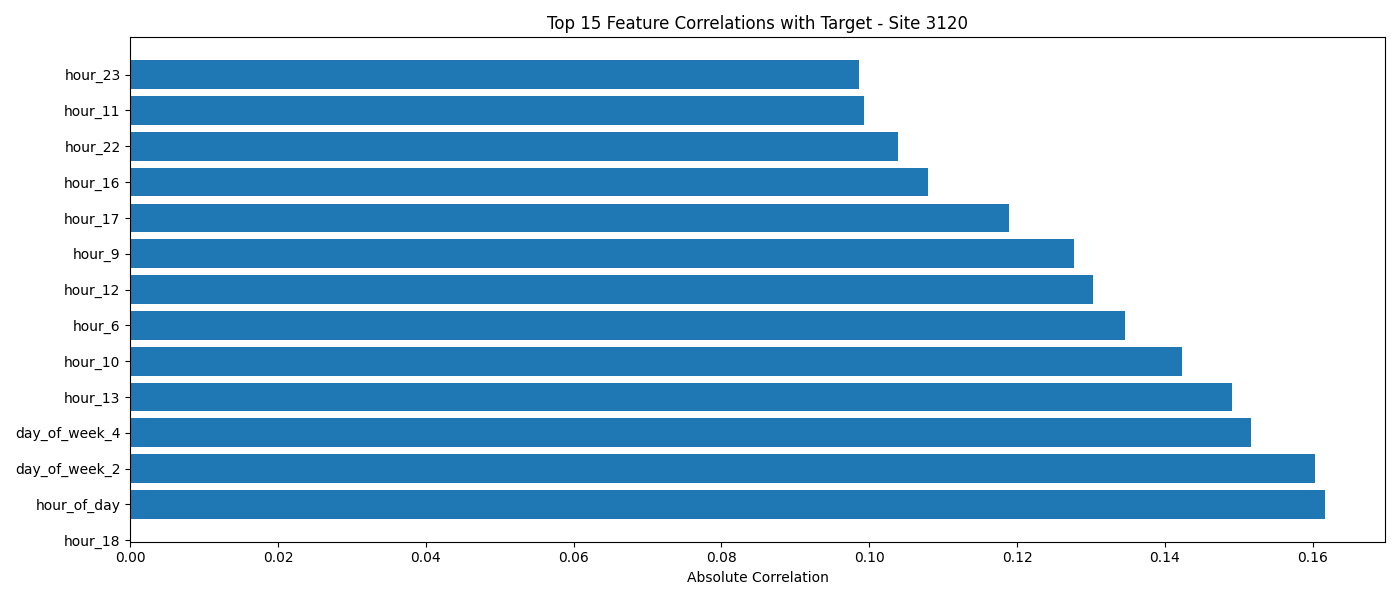 Top 15 Feature Correlations with Target - Site 3120
hour_23
hour_11
hour_22
hour_16
hour_17
hour_9
hour_12
hour_6
hour_10
hour_13
day_of_week_4
day_of_week_2
hour_of_day
hour_18
0.00 0.02 0.04 0.06 0.08 0.10 0.12 0.14 0.16
Absolute Correlation